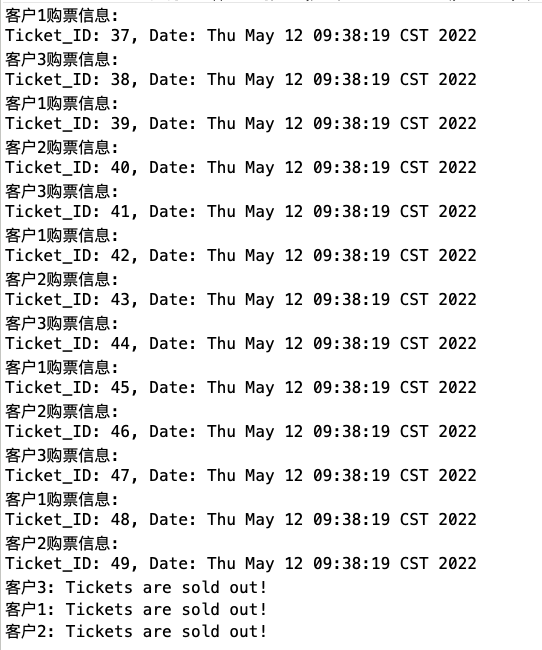 客户1购票信息:
Ticket_ID: 37, Date: Thu May 12 09:38:19 CST 2022
客户3购票信息:
Ticket_ID: 38, Date: Thu May 12 09:38:19 CST 2022
客户1购票信息:
Ticket_ID: 39, Date: Thu May 12 09:38:19 CST 2022
客户2购票信息:
Ticket_ID: 40, Date: Thu May 12 09:38:19 CST 2022
客户3购票信息:
Ticket_ID: 41, Date: Thu May 12 09:38:19 CST 2022
客户1购票信息:
Ticket_ID: 42, Date: Thu May 12 09:38:19 CST 2022
客户2购票信息:
Ticket_ID: 43, Date: Thu May 12 09:38:19 CST 2022
客户3购票信息:
Ticket_ID: 44, Date: Thu May 12 09:38:19 CST 2022
客户1购票信息:
Ticket_ID: 45, Date: Thu May 12 09:38:19 CST 2022
客户2购票信息:
Ticket_ID: 46, Date: Thu May 12 09:38:19 CST 2022
客户3购票信息:
Ticket_ID: 47, Date: Thu May 12 09:38:19 CST 2022
客户1购票信息:
Ticket_ID: 48, Date: Thu May 12 09:38:19 CST 2022
客户2购票信息:
Ticket_ID: 49, Date: Thu May 12 09:38:19 CST 2022
客户3: Tickets are sold out!
客户1: Tickets are sold out!
客户2: Tickets are sold out!